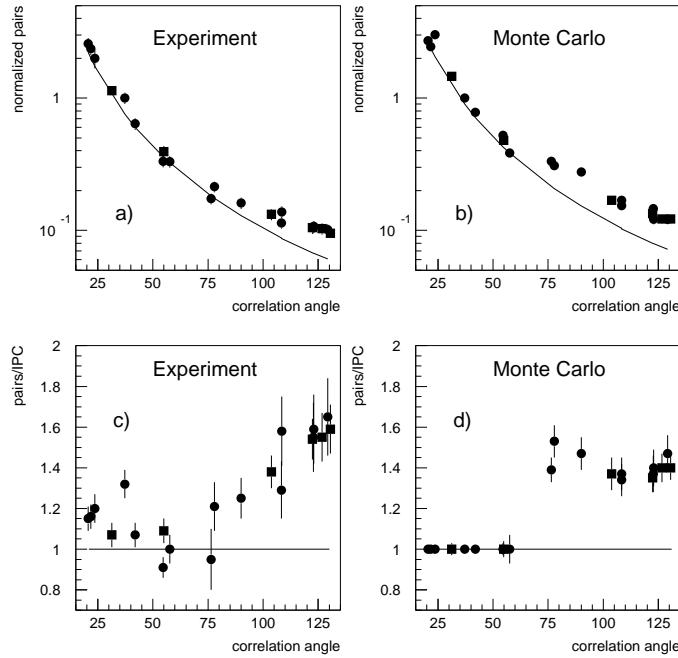 normalized pairs
Experiment
1
10⁻¹
a)
25 50 75 100 125
correlation angle
normalized pairs
Monte Carlo
1
10⁻¹
b)
25 50 75 100 125
correlation angle
pairs/IPC
Experiment
2
1.8
1.6
1.4
1.2
1
0.8
c)
25 50 75 100 125
correlation angle
pairs/IPC
Monte Carlo
2
1.8
1.6
1.4
1.2
1
0.8
d)
25 50 75 100 125
correlation angle